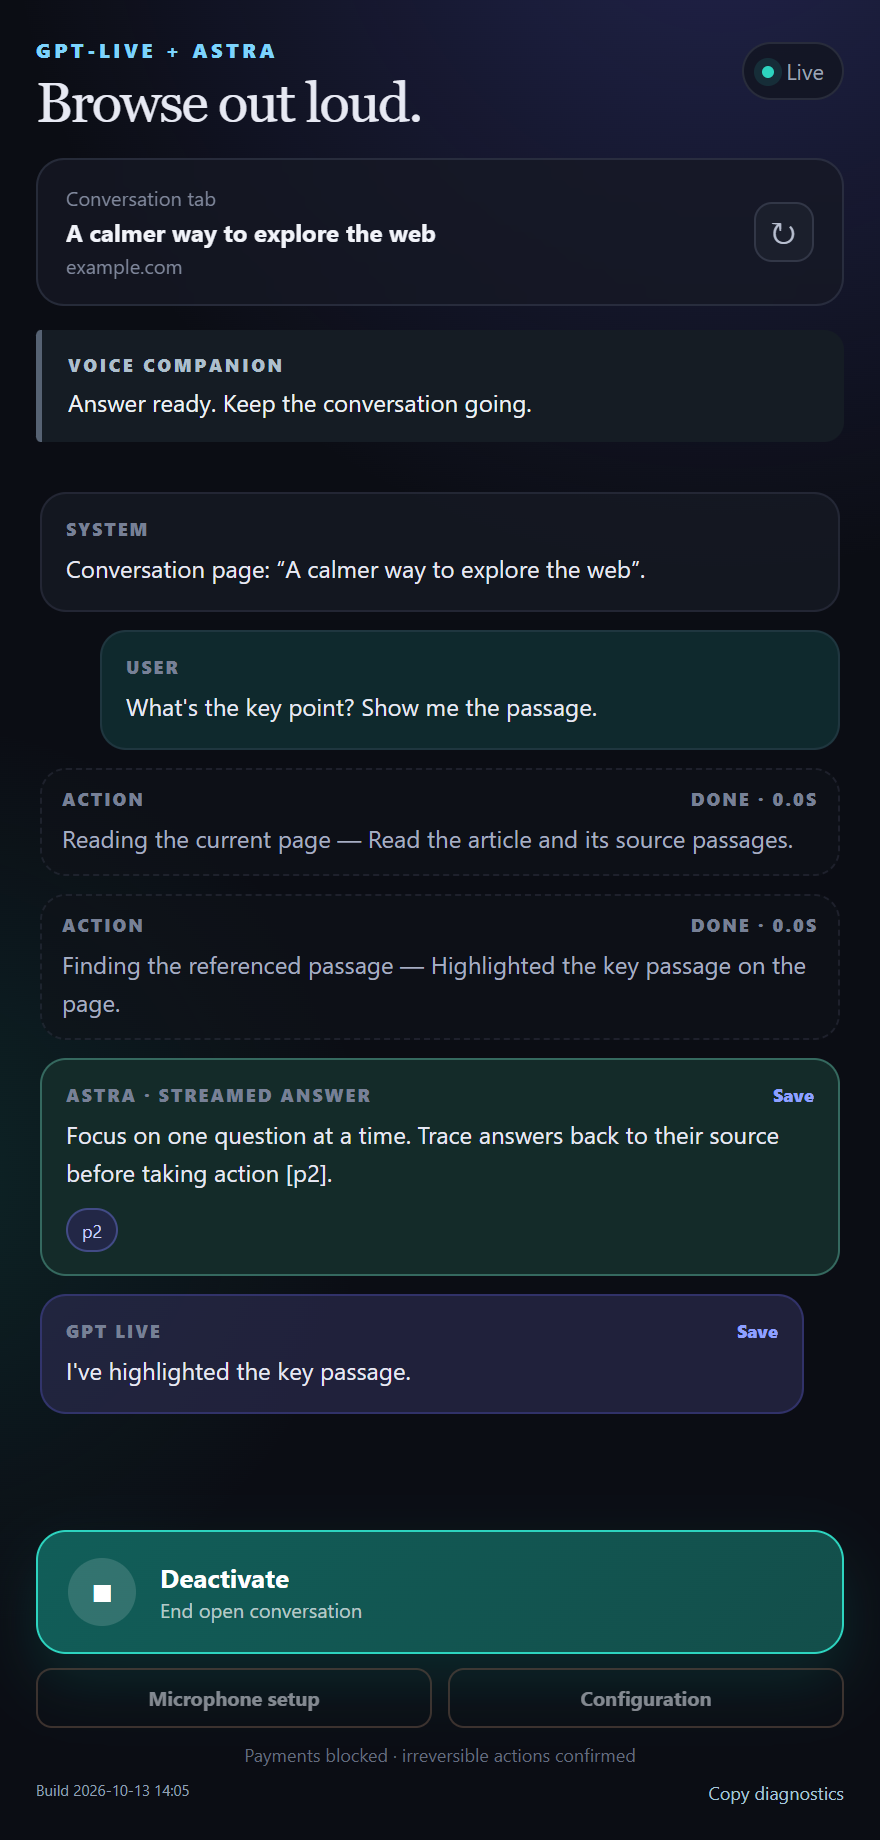 GPT-LIVE + ASTRA
Browse out loud.
Live
Conversation tab
A calmer way to explore the web
example.com
VOICE COMPANION
Answer ready. Keep the conversation going.
SYSTEM
Conversation page: “A calmer way to explore the web”.
USER
What's the key point? Show me the passage.
ACTION DONE · 0.0S
Reading the current page — Read the article and its source passages.
ACTION DONE · 0.0S
Finding the referenced passage — Highlighted the key passage on the
page.
ASTRA · STREAMED ANSWER Save
Focus on one question at a time. Trace answers back to their source
before taking action [p2].
p2
GPT LIVE Save
I've highlighted the key passage.
Deactivate
End open conversation
Microphone setup Configuration
Payments blocked · irreversible actions confirmed
Build 2026-10-13 14:05 Copy diagnostics